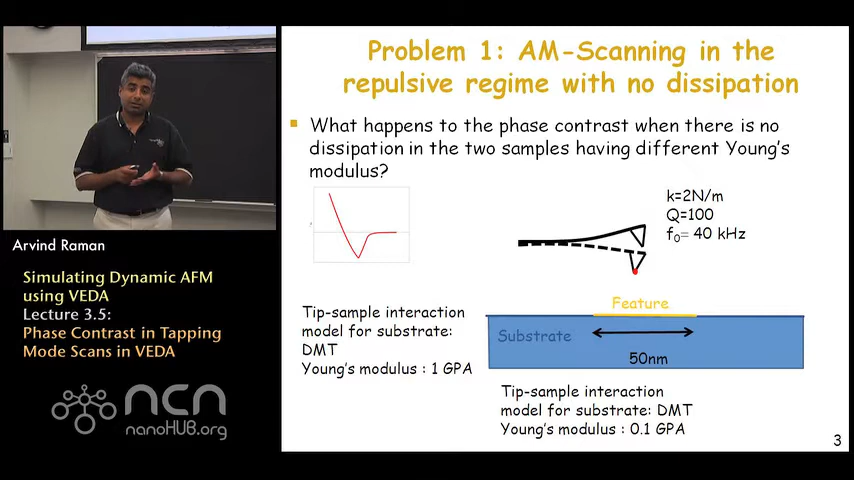 Problem 1: AM-Scanning in the
repulsive regime with no dissipation
What happens to the phase contrast when there is no
dissipation in the two samples having different Young's
modulus?
k=2N/m
Q=100
f0= 40 kHz
Arvind Raman
Simulating Dynamic AFM
using VEDA
Lecture 3.5:
Phase Contrast in Tapping
Mode Scans in VEDA
Tip-sample interaction
model for substrate:
DMT
Young's modulus : 1 GPA
Feature
Substrate
50nm
Tip-sample interaction
model for substrate: DMT
Young's modulus : 0.1 GPA
ncn
nanoHUB.org
3